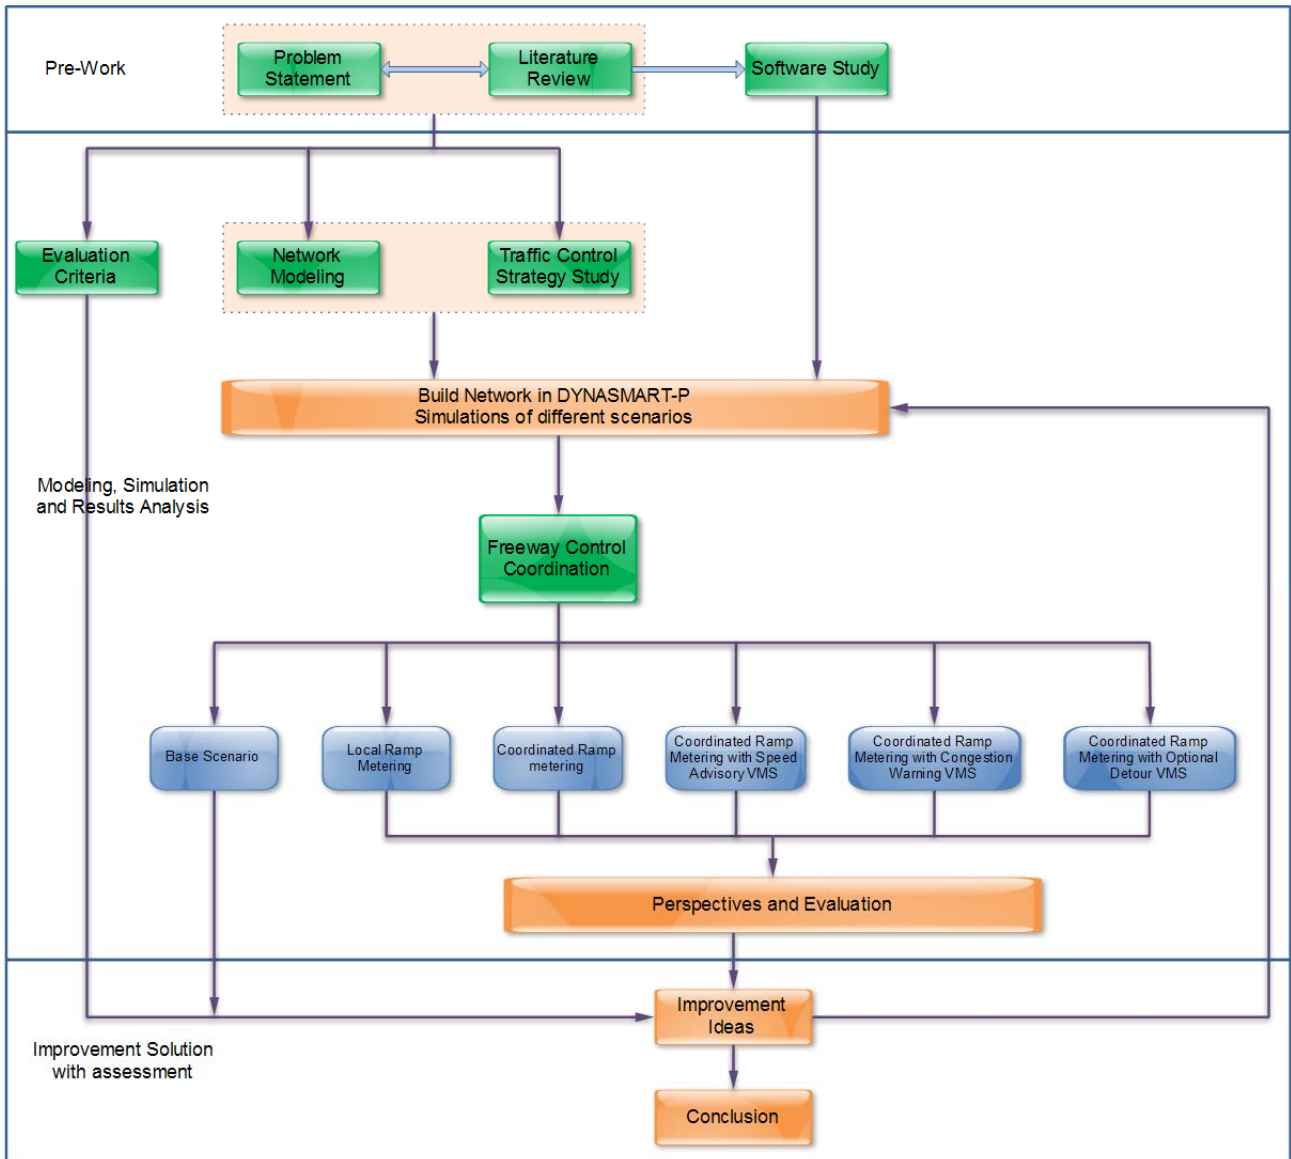 Pre-Work
Problem
Statement
Literature
Review
Software Study
Evaluation
Criteria
Network
Modeling
Traffic Control
Strategy Study
Build Network in DYNASMART-P
Simulations of different scenarios
Modeling, Simulation
and Results Analysis
Freeway Control
Coordination
Base Scenario
Local Ramp
Metering
Coordinated Ramp
metering
Coordinated Ramp
Metering with Speed
Advisory VMS
Coordinated Ramp
Metering with Congestion
Warning VMS
Coordinated Ramp
Metering with Optional
Detour VMS
Perspectives and Evaluation
Improvement
Ideas
Improvement Solution
with assessment
Conclusion